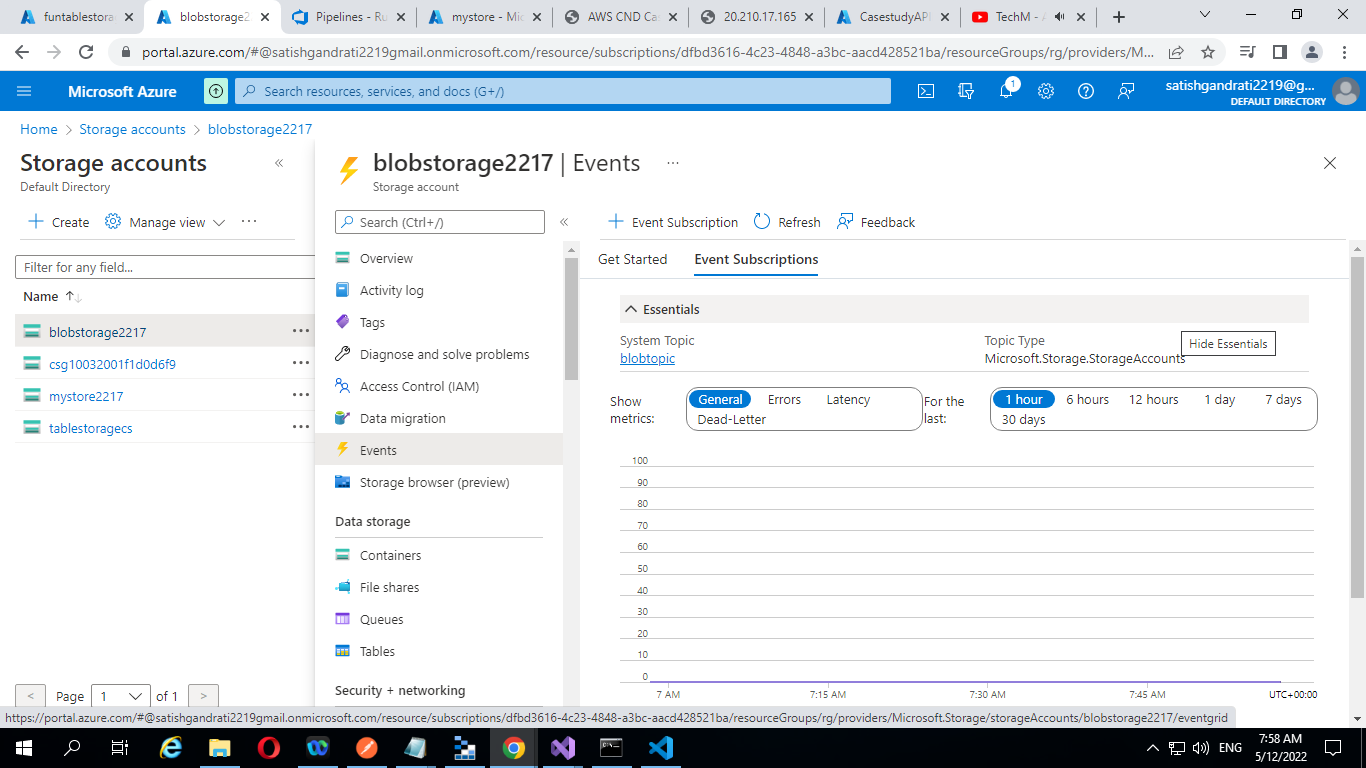 funtablestora
blobstorage2
Pipelines - Ru
mystore - Mic
AWS CND Ca
20.210.17.165
CasestudyAPI
TechM - A
portal.azure.com/#@satishgandrati2219gmail.onmicrosoft.com/resource/subscriptions/dfbd3616-4c23-4848-a3bc-aacd428521ba/resourceGroups/rg/providers/M...
Microsoft Azure
Search resources, services, and docs (G+/)
1
satishgandrati2219@g...
DEFAULT DIRECTORY
Home > Storage accounts > blobstorage2217
Storage accounts
Default Directory
Create
Manage view
Filter for any field...
Name
blobstorage2217
csg10032001f1d0d6f9
mystore2217
tablestoragecs
< Page 1 of 1 >
blobstorage2217 | Events
Storage account
Search (Ctrl+/)
Overview
Activity log
Tags
Diagnose and solve problems
Access Control (IAM)
Data migration
Events
Storage browser (preview)
Data storage
Containers
File shares
Queues
Tables
Security + networking
Event Subscription
Refresh
Feedback
Get Started
Event Subscriptions
Essentials
System Topic
blobtopic
Topic Type
Microsoft.Storage.StorageAccounts
Hide Essentials
Show metrics:
General
Errors
Latency
Dead-Letter
For the last:
1 hour
6 hours
12 hours
1 day
7 days
30 days
100
90
80
70
60
50
40
30
20
10
0
7 AM
7:15 AM
7:30 AM
7:45 AM
UTC+00:00
https://portal.azure.com/#@satishgandrati2219gmail.onmicrosoft.com/resource/subscriptions/dfbd3616-4c23-4848-a3bc-aacd428521ba/resourceGroups/rg/providers/Microsoft.Storage/storageAccounts/blobstorage2217/eventgrid
ENG
7:58 AM
5/12/2022